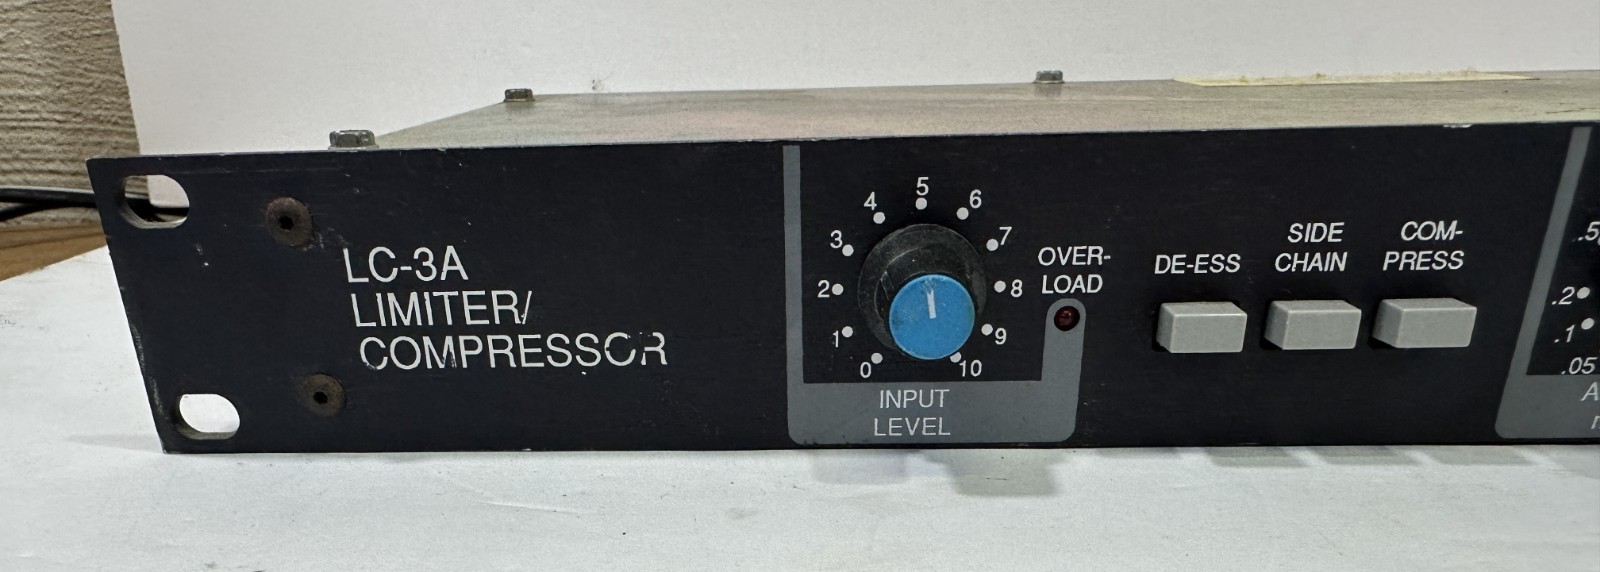 LC-3A
LIMITER/
COMPRESSOR
0
1
2
3
4
5
6
7
8
9
10
INPUT
LEVEL
OVER-
LOAD
DE-ESS
SIDE
CHAIN
COM-
PRESS
.5
.2
.1
.05